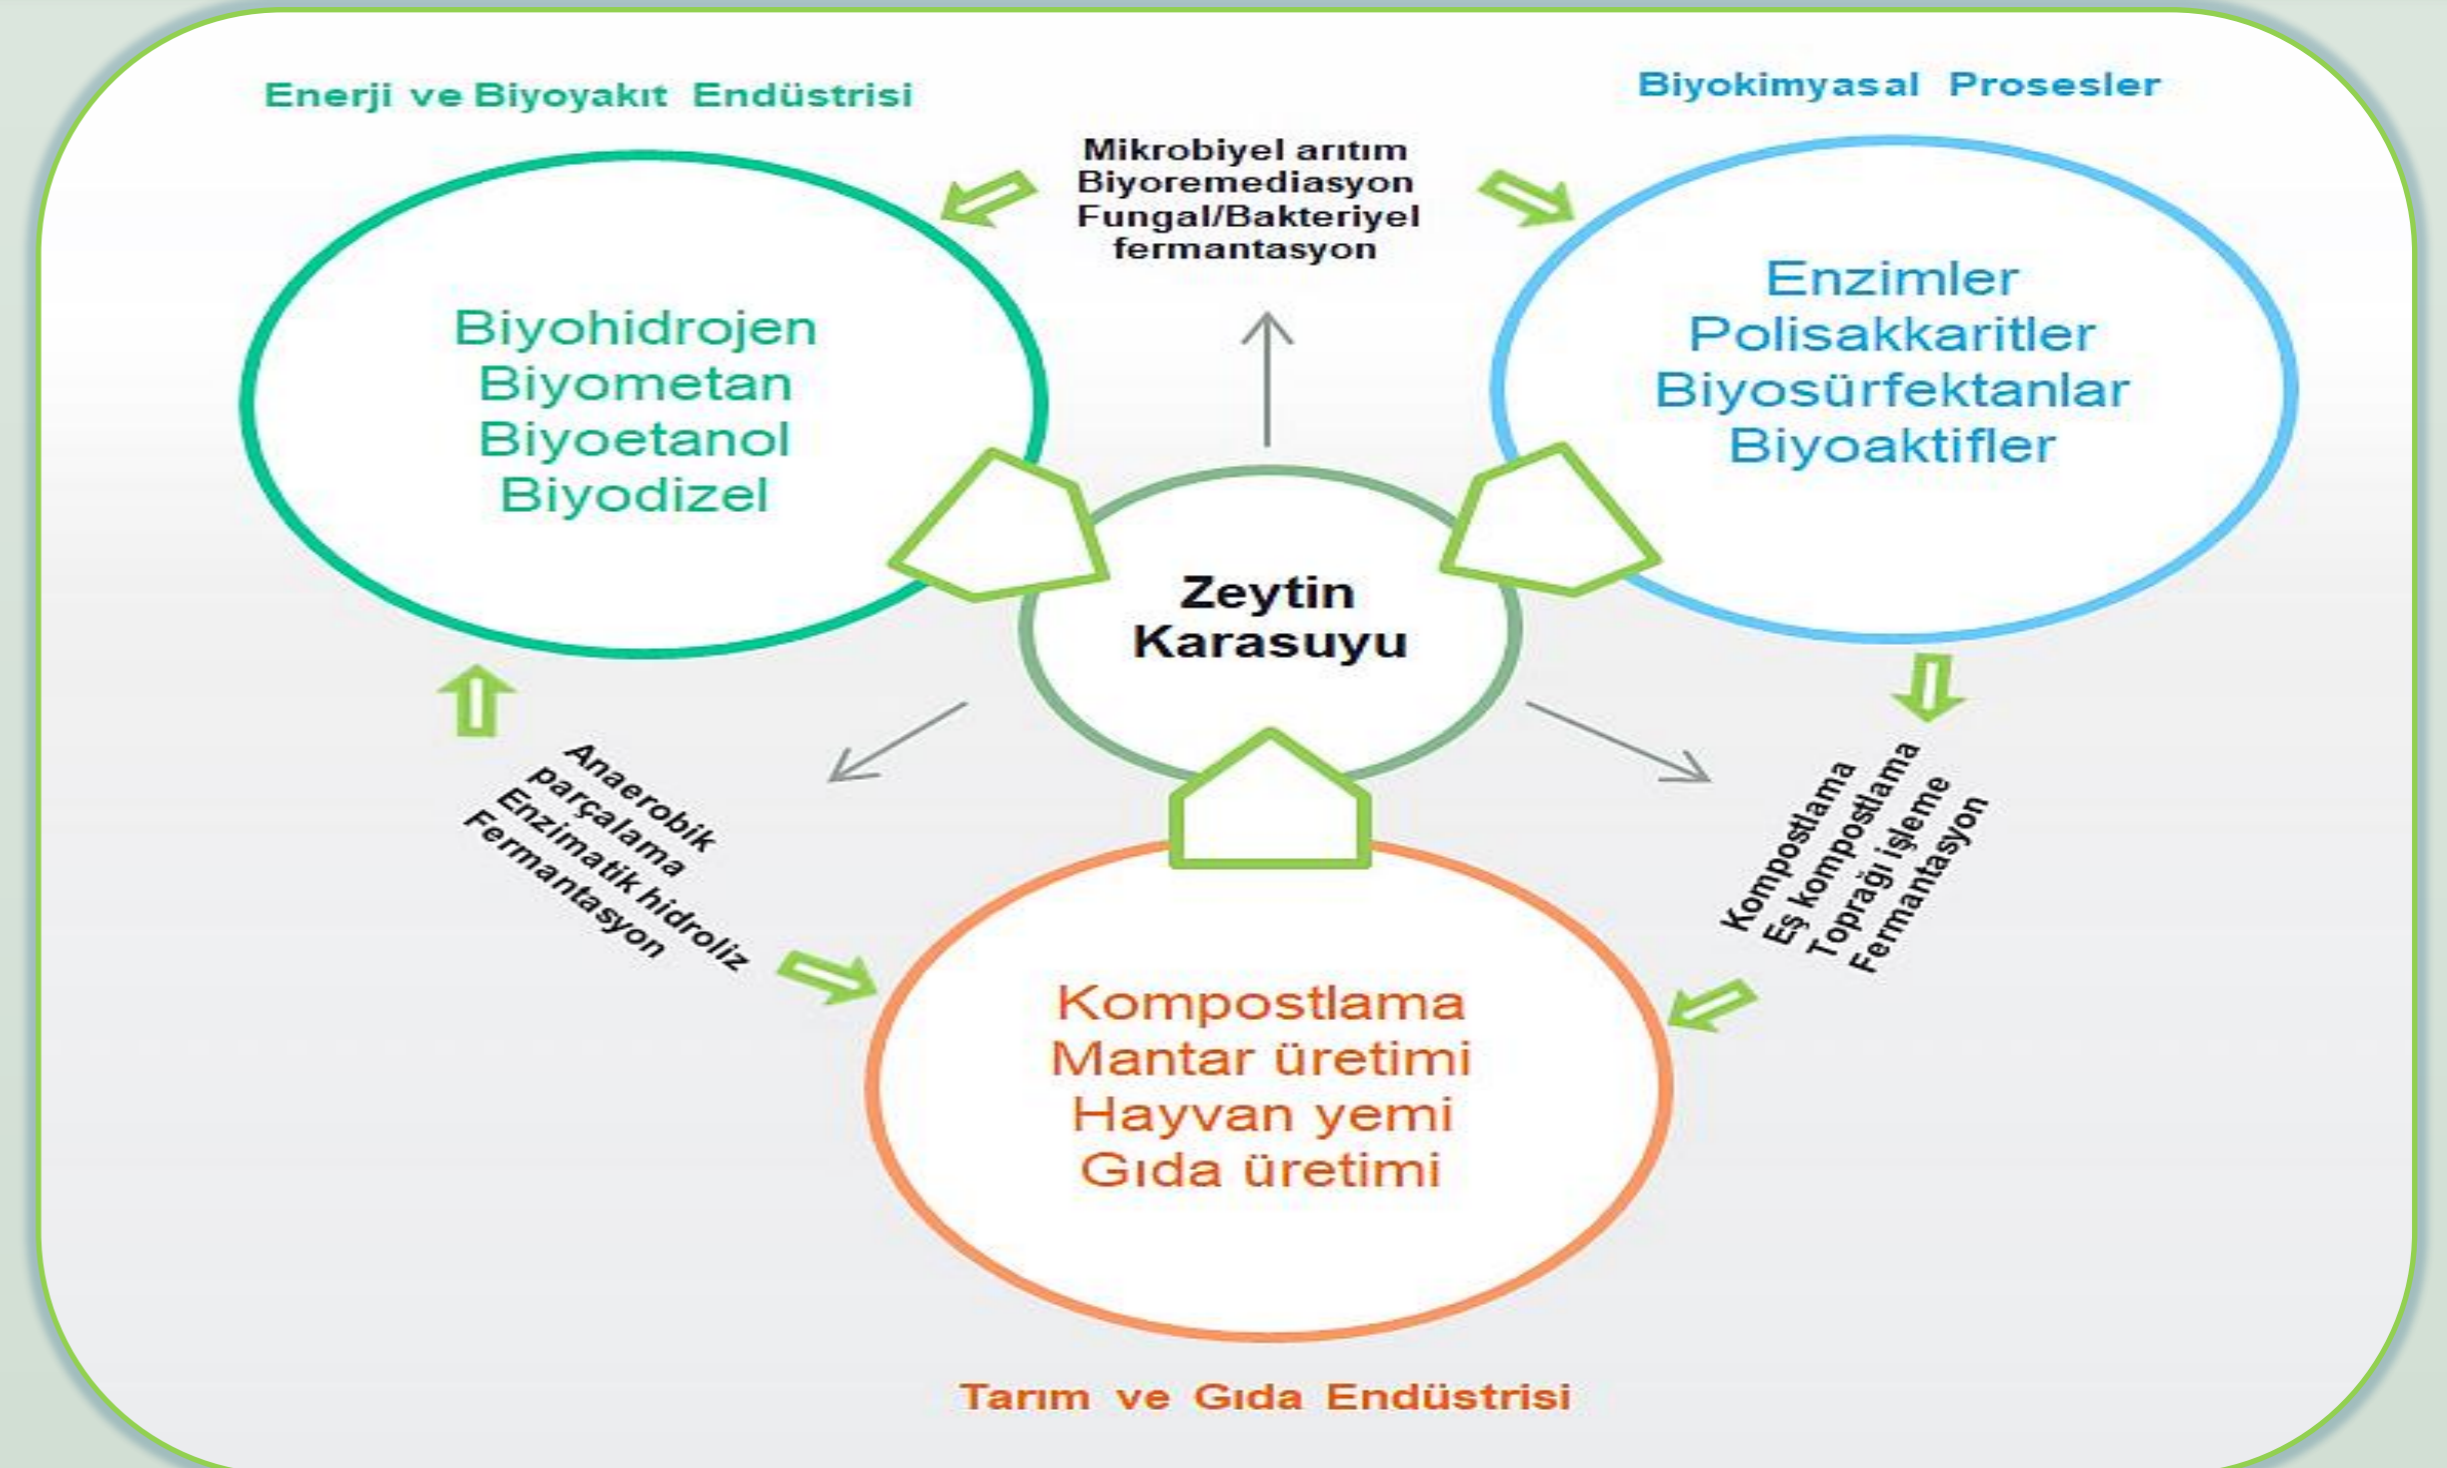 Enerji ve Biyoyakıt Endüstrisi
Biyokimyasal Prosesler
Mikrobiyel arıtım
Biyoremediasyon
Fungal/Bakteriyel
fermantasyon
Biyohidrojen
Biyometan
Biyoetanol
Biyodizel
Enzimler
Polisakkaritler
Biyosürfektanlar
Biyoaktifler
Zeytin
Karasuyu
Anaerobik
parçalama
Enzimatik hidroliz
Fermantasyon
Kompostlama
Eş kompostlama
Toprağı işleme
Fermantasyon
Kompostlama
Mantar üretimi
Hayvan yemi
Gıda üretimi
Tarım ve Gıda Endüstrisi